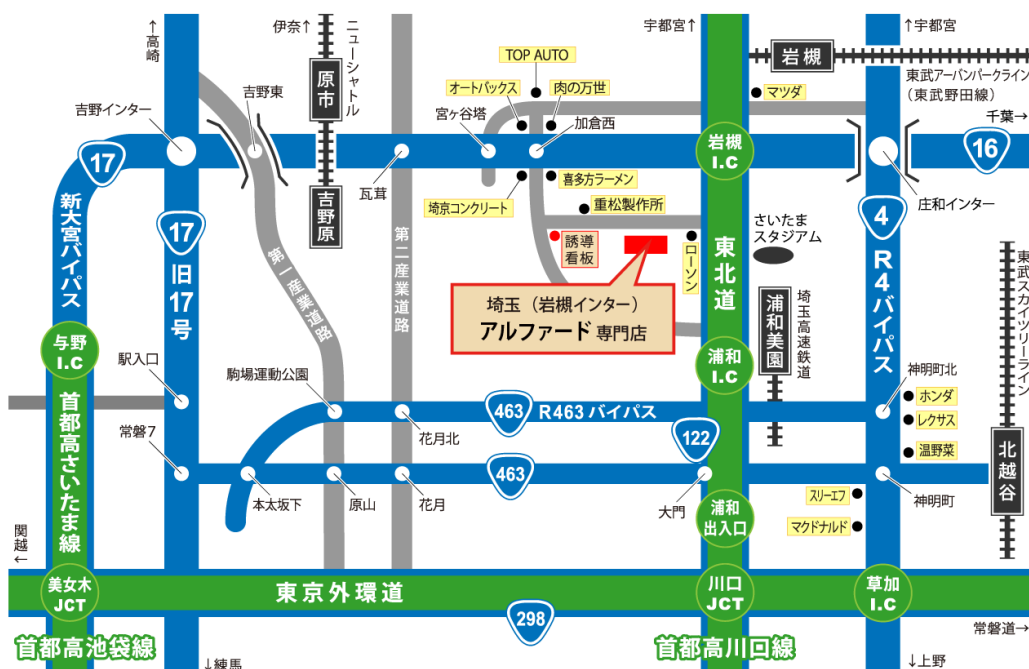 ↑高崎
伊奈↑
ニューシャトル
宇都宮↑
↑宇都宮
TOP AUTO
岩槻
東武アーバンパークライン
(東武野田線)
原市
オートバックス
肉の万世
マツダ
吉野インター
吉野東
宮ヶ谷塔
加倉西
千葉→
17
岩槻
I.C
16
瓦葺
吉野原
喜多方ラーメン
埼京コンクリート
重松製作所
庄和インター
新大宮バイパス
17
旧17号
第一産業道路
第二産業道路
誘導
看板
ローソン
東北道
さいたま
スタジアム
4
R4バイパス
東武スカイツリーライン
埼玉（岩槻インター）
アルファード 専門店
浦和美園
埼玉高速鉄道
与野
I.C
駅入口
駒場運動公園
浦和
I.C
神明町北
ホンダ
レクサス
温野菜
首都高さいたま線
463
R463バイパス
花月北
122
北越谷
常磐7
463
本太坂下
原山
花月
大門
神明町
スリーエフ
マクドナルド
浦和
出入口
関越←
美女木
JCT
東京外環道
川口
JCT
草加
I.C
298
常磐道→
首都高池袋線
首都高川口線
↓練馬
↓上野